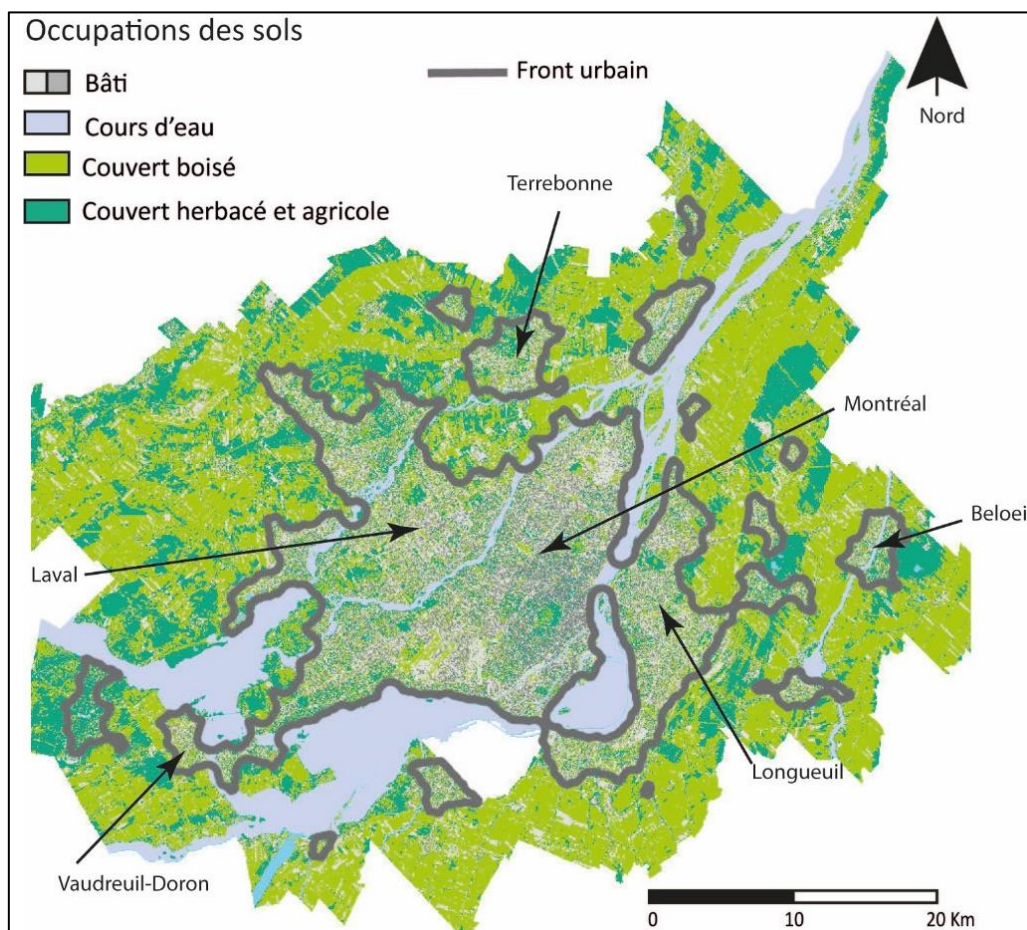 Occupations des sols
Bâti
Front urbain
Cours d'eau
Couvert boisé
Couvert herbacé et agricole
Nord
Terrebonne
Montréal
Beloei
Laval
Longueuil
Vaudreuil-Doron
0 10 20 Km